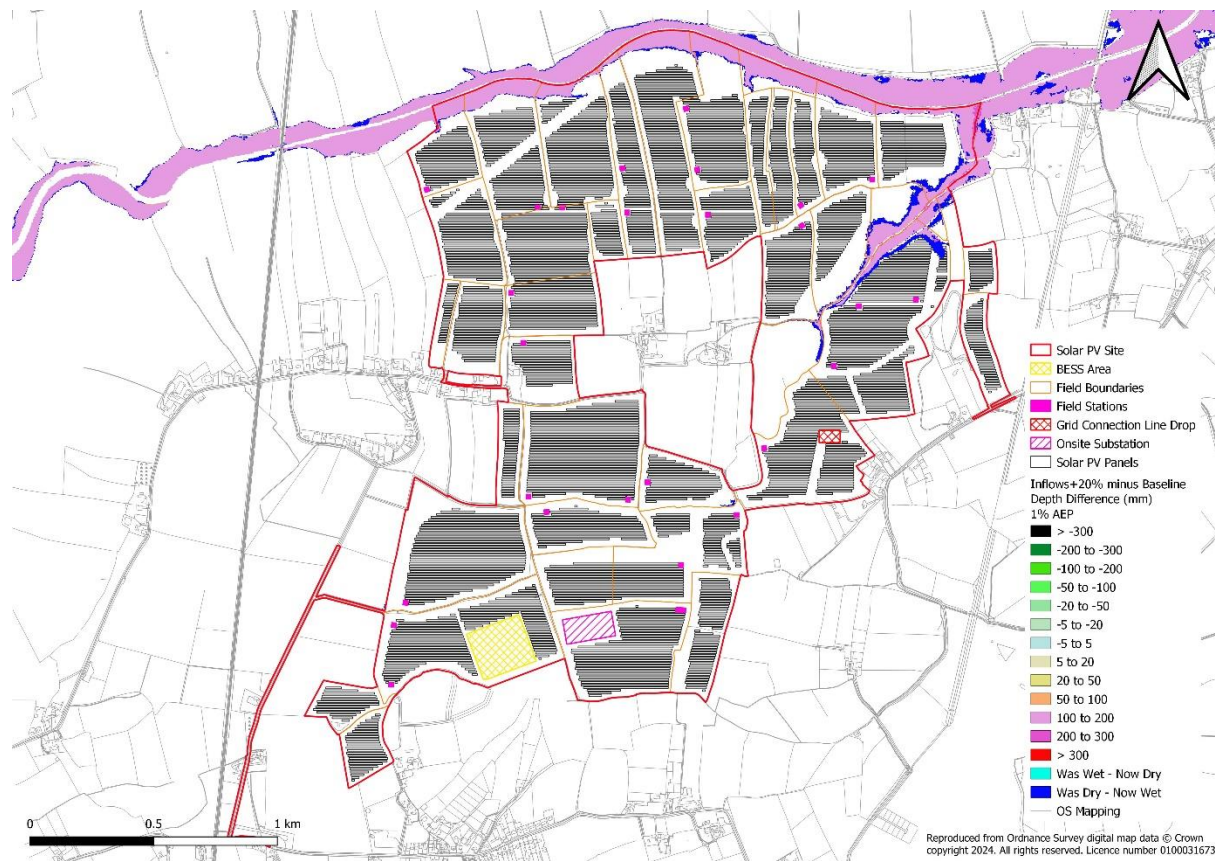 Solar PV Site
BESS Area
Field Boundaries
Field Stations
Grid Connection Line Drop
Onsite Substation
Solar PV Panels
Inflows+20% minus Baseline
Depth Difference (mm)
1% AEP
> -300
-200 to -300
-100 to -200
-50 to -100
-20 to -50
-5 to -20
-5 to 5
5 to 20
20 to 50
50 to 100
100 to 200
200 to 300
> 300
Was Wet - Now Dry
Was Dry - Now Wet
OS Mapping
0 0.5 1 km
Reproduced from Ordnance Survey digital map data © Crown
copyright 2024. All rights reserved. Licence number 0100031673